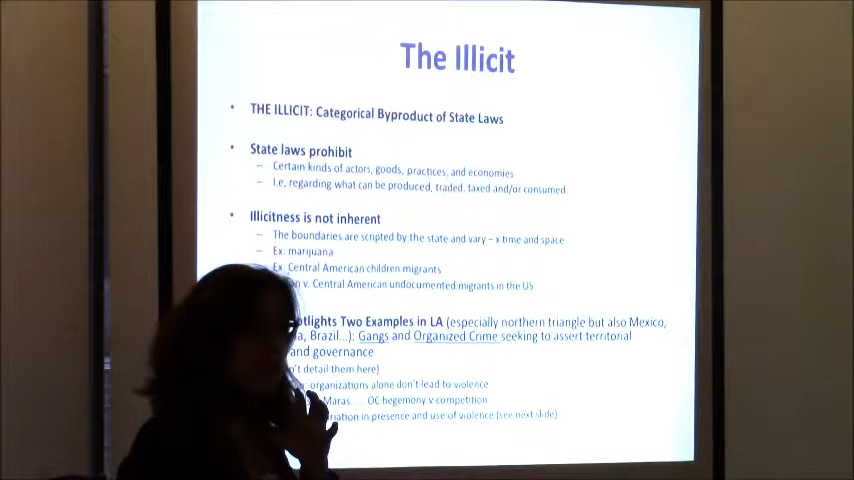 The Illicit
• THE ILLICIT: Categorical Byproduct of State Laws
• State laws prohibit
– Certain kinds of actors, goods, practices, and economies
– I.e, regarding what can be produced, traded, taxed and/or consumed
• Illicitness is not inherent
– The boundaries are scripted by the state and vary – x time and space
– Ex: marijuana
Ex: Central American children migrants
v. Central American undocumented migrants in the US
Two Examples in LA (especially northern triangle but also Mexico,
Brazil...): Gangs and Organized Crime seeking to assert territorial
and governance
detail them here)
organizations alone don't lead to violence
Maras... OC hegemony v competition
in presence and use of violence (see next slide)